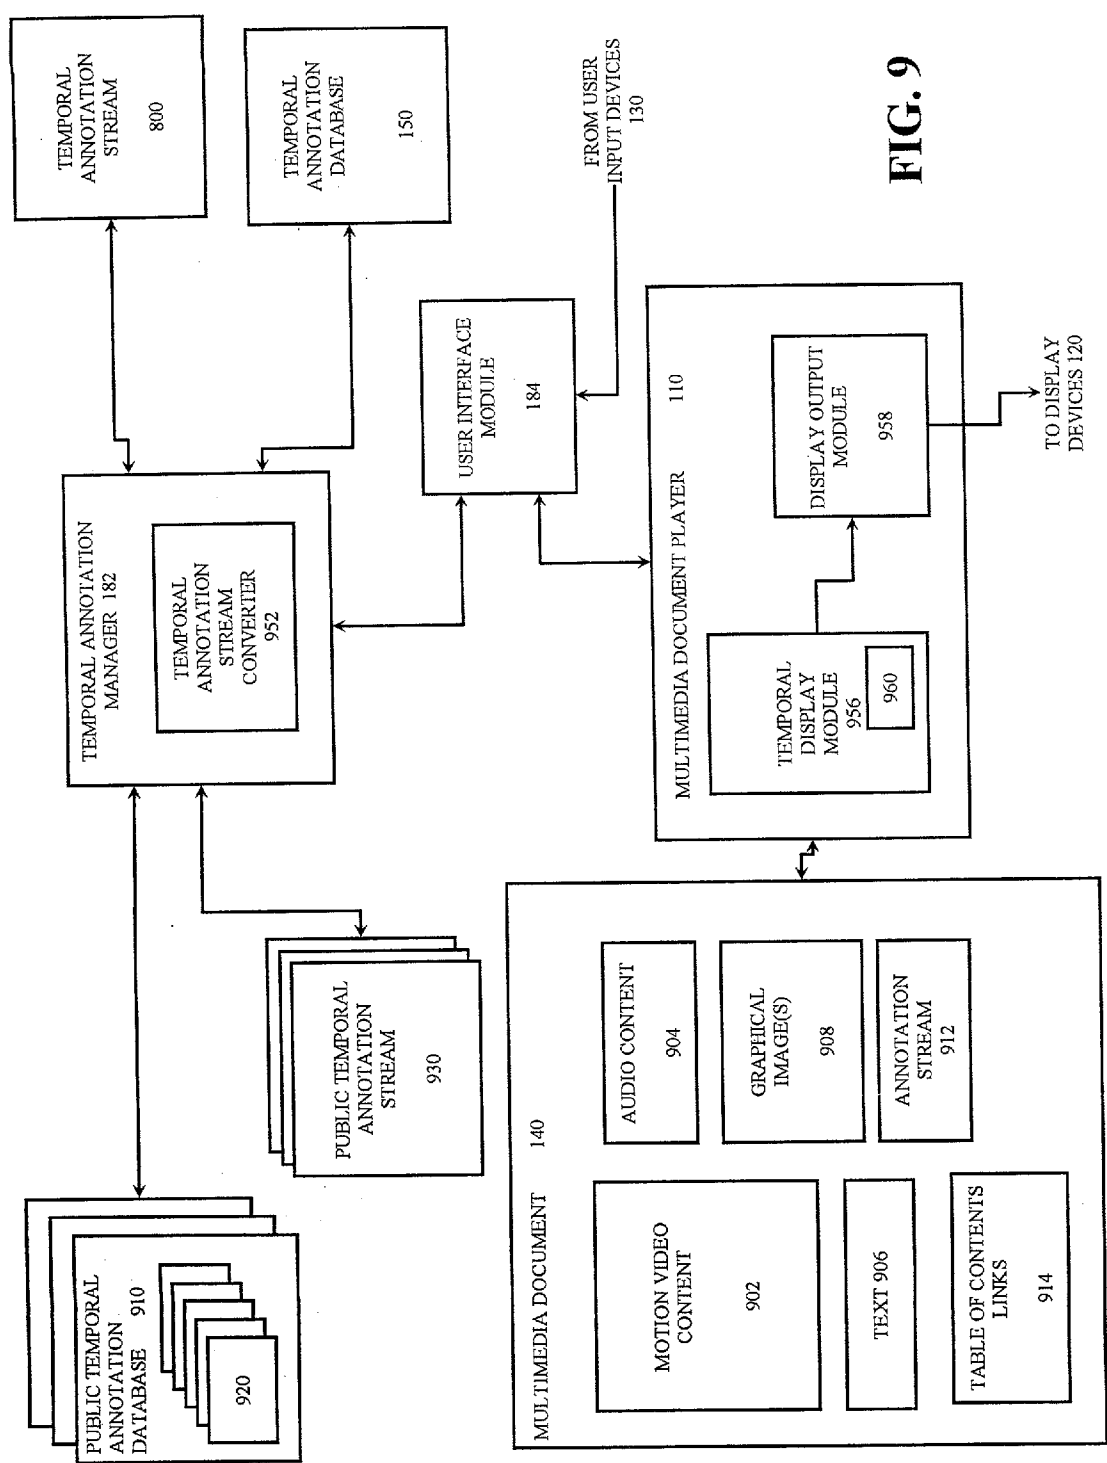 PUBLIC TEMPORAL
ANNOTATION
DATABASE 910
920
PUBLIC TEMPORAL
ANNOTATION
STREAM
930
TEMPORAL ANNOTATION
MANAGER 182
TEMPORAL
ANNOTATION
STREAM
CONVERTER
952
TEMPORAL
ANNOTATION
STREAM
800
TEMPORAL
ANNOTATION
DATABASE
150
USER INTERFACE
MODULE
184
FROM USER
INPUT DEVICES
130
MULTIMEDIA DOCUMENT 140
MOTION VIDEO
CONTENT
902
AUDIO CONTENT
904
TEXT 906
GRAPHICAL
IMAGE(S)
908
TABLE OF CONTENTS
LINKS
914
ANNOTATION
STREAM
912
MULTIMEDIA DOCUMENT PLAYER 110
TEMPORAL
DISPLAY
MODULE
956
960
DISPLAY OUTPUT
MODULE
958
TO DISPLAY
DEVICES 120
FIG. 9